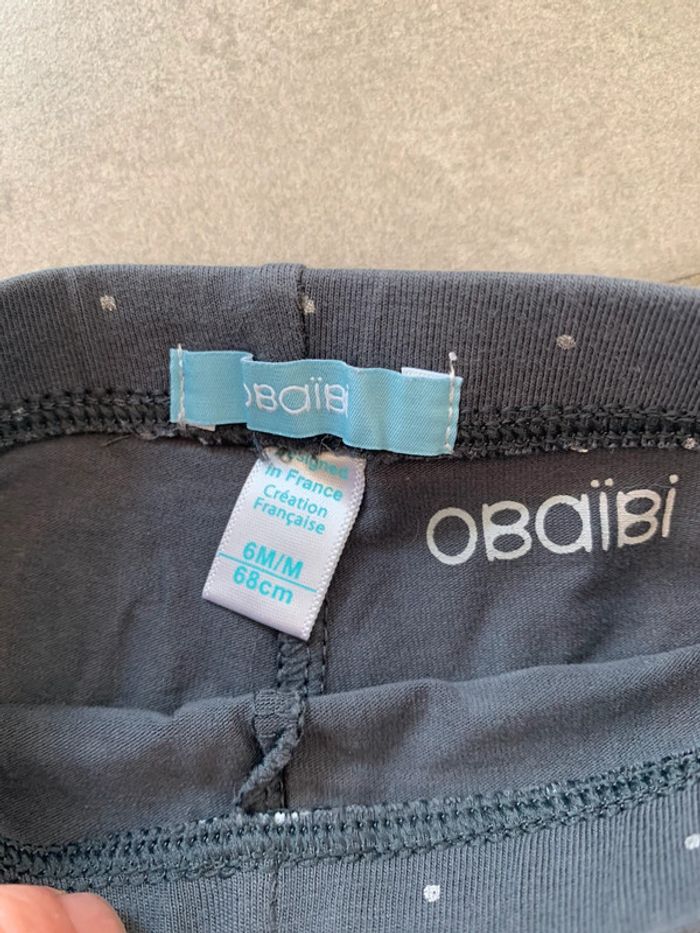 OBAÏBI
Designed
in France
Création
Française
6M/M
68cm
OBAÏBI